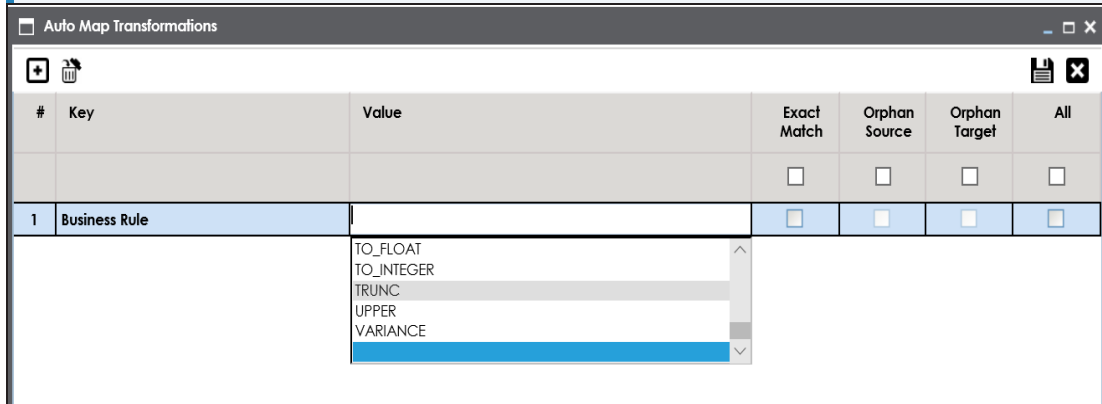 Auto Map Transformations
# Key Value Exact Match Orphan Source Orphan Target All
1 Business Rule
TO_FLOAT
TO_INTEGER
TRUNC
UPPER
VARIANCE